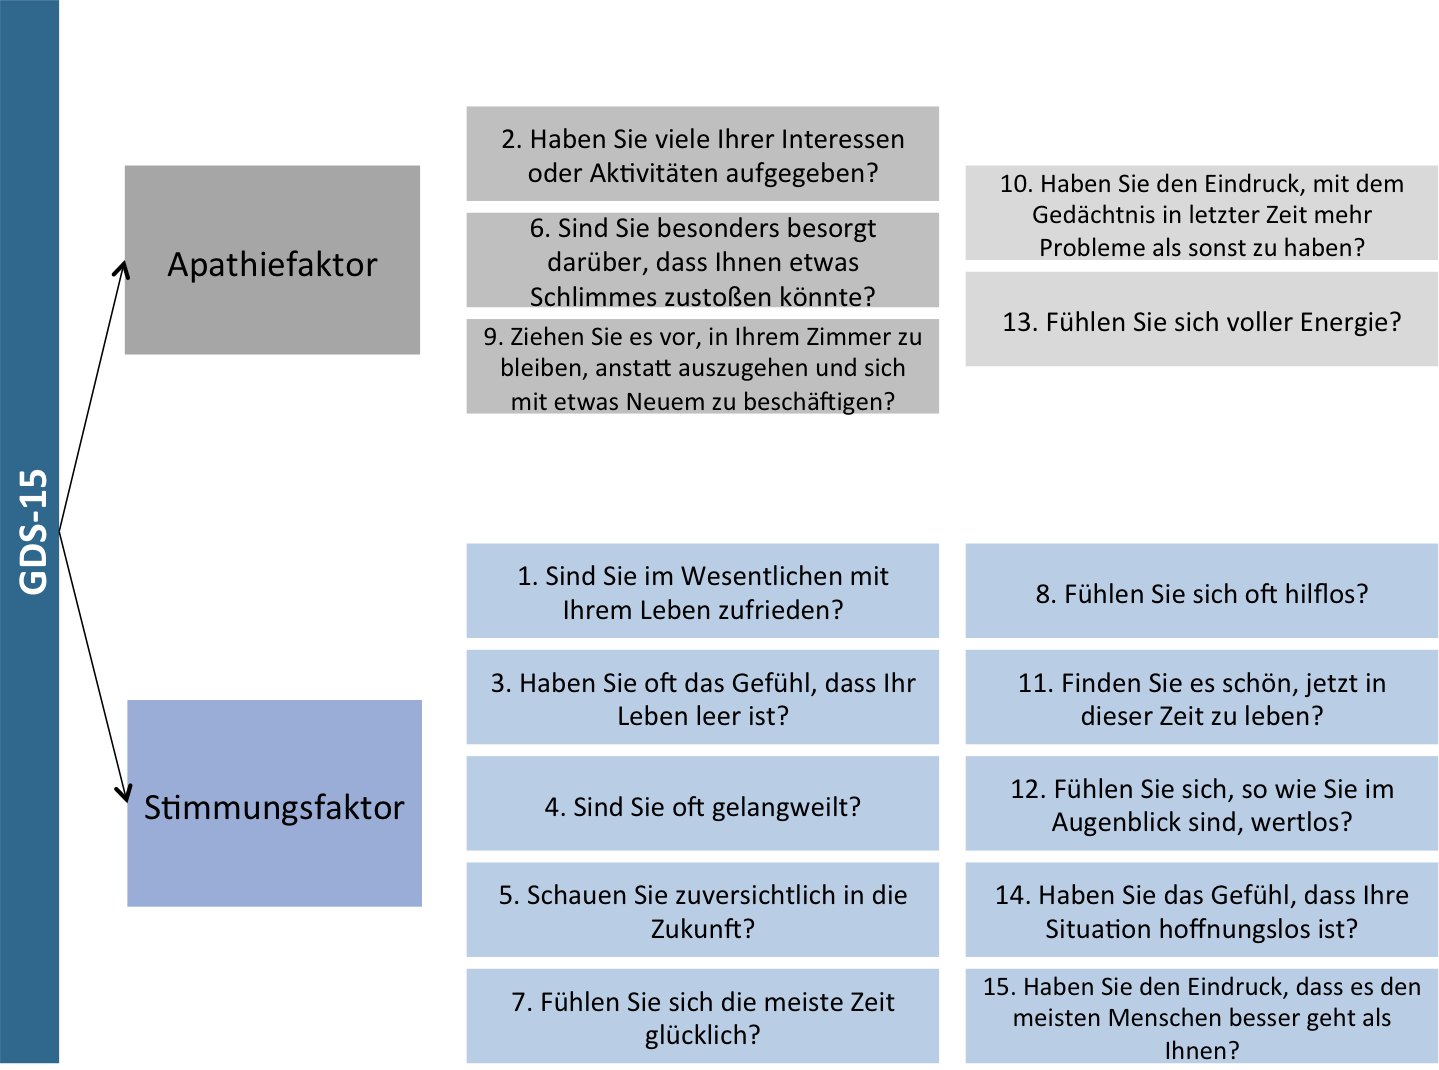 GDS-15
Apathiefaktor
2. Haben Sie viele Ihrer Interessen
oder Aktivitäten aufgegeben?
6. Sind Sie besonders besorgt
darüber, dass Ihnen etwas
Schlimmes zustoßen könnte?
9. Ziehen Sie es vor, in Ihrem Zimmer zu
bleiben, anstatt auszugehen und sich
mit etwas Neuem zu beschäftigen?
10. Haben Sie den Eindruck, mit dem
Gedächtnis in letzter Zeit mehr
Probleme als sonst zu haben?
13. Fühlen Sie sich voller Energie?
Stimmungsfaktor
1. Sind Sie im Wesentlichen mit
Ihrem Leben zufrieden?
3. Haben Sie oft das Gefühl, dass Ihr
Leben leer ist?
4. Sind Sie oft gelangweilt?
5. Schauen Sie zuversichtlich in die
Zukunft?
7. Fühlen Sie sich die meiste Zeit
glücklich?
8. Fühlen Sie sich oft hilflos?
11. Finden Sie es schön, jetzt in
dieser Zeit zu leben?
12. Fühlen Sie sich, so wie Sie im
Augenblick sind, wertlos?
14. Haben Sie das Gefühl, dass Ihre
Situation hoffnungslos ist?
15. Haben Sie den Eindruck, dass es den
meisten Menschen besser geht als
Ihnen?